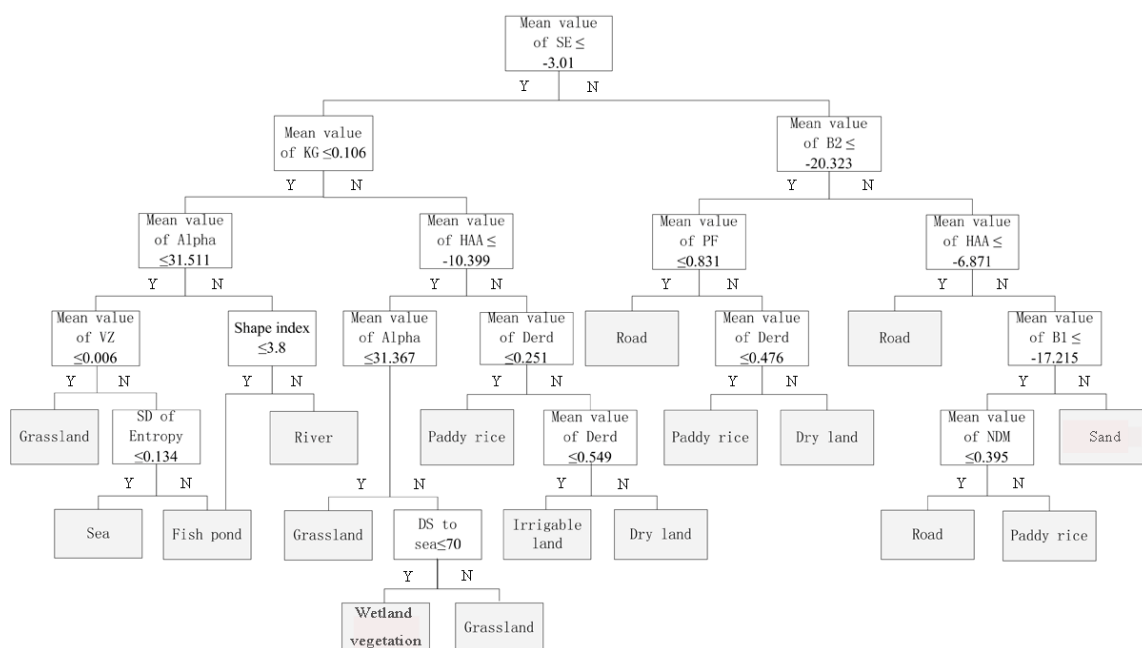 Mean value
of SE ≤
-3.01
Y N
Mean value
of KG ≤0.106
Mean value
of B2 ≤
-20.323
Y N
Y N
Mean value
of Alpha
≤31.511
Mean value
of HAA ≤
-10.399
Mean value
of PF
≤0.831
Mean value
of HAA ≤
-6.871
Y N
Y N
Y N
Y N
Mean value
of VZ
≤0.006
Shape index
≤3.8
Mean value
of Alpha
≤31.367
Mean value
of Derd
≤0.251
Road
Mean value
of Derd
≤0.476
Road
Mean value
of B1 ≤
-17.215
Y N
Y N
Y N
Y N
Y N
Grassland
SD of
Entropy
≤0.134
River
Paddy rice
Mean value
of Derd
≤0.549
Paddy rice
Dry land
Mean value
of NDM
≤0.395
Sand
Y N
Y N
Y N
Y N
Sea
Fish pond
Grassland
DS to
sea≤70
Irrigable
land
Dry land
Road
Paddy rice
Y N
Wetland
vegetation
Grassland